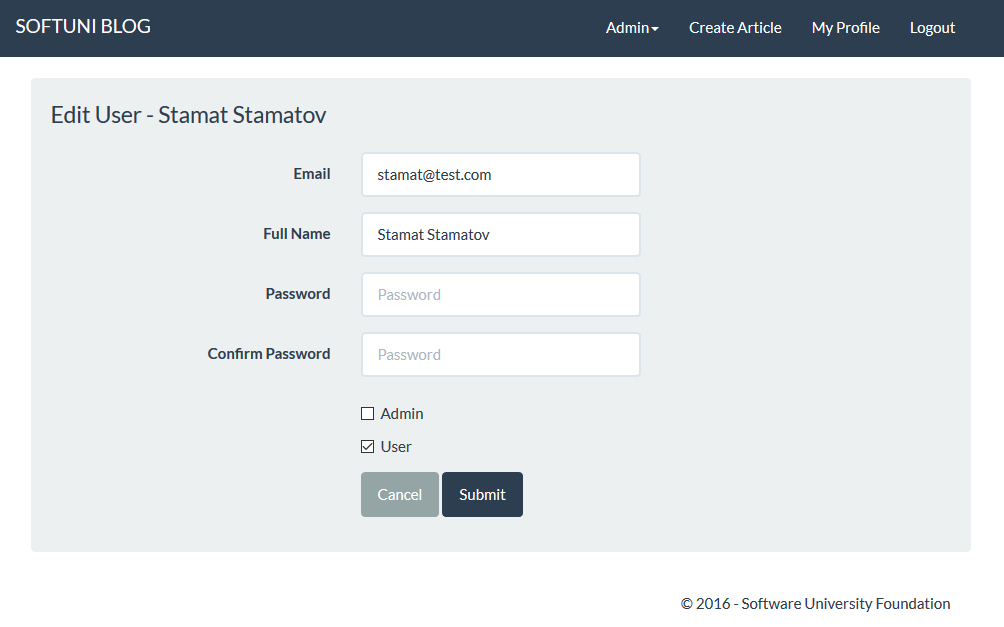 SOFTUNI BLOG
Admin Create Article My Profile Logout
Edit User - Stamat Stamatov
Email stamat@test.com
Full Name Stamat Stamatov
Password Password
Confirm Password Password
Admin
User
Cancel Submit
© 2016 - Software University Foundation